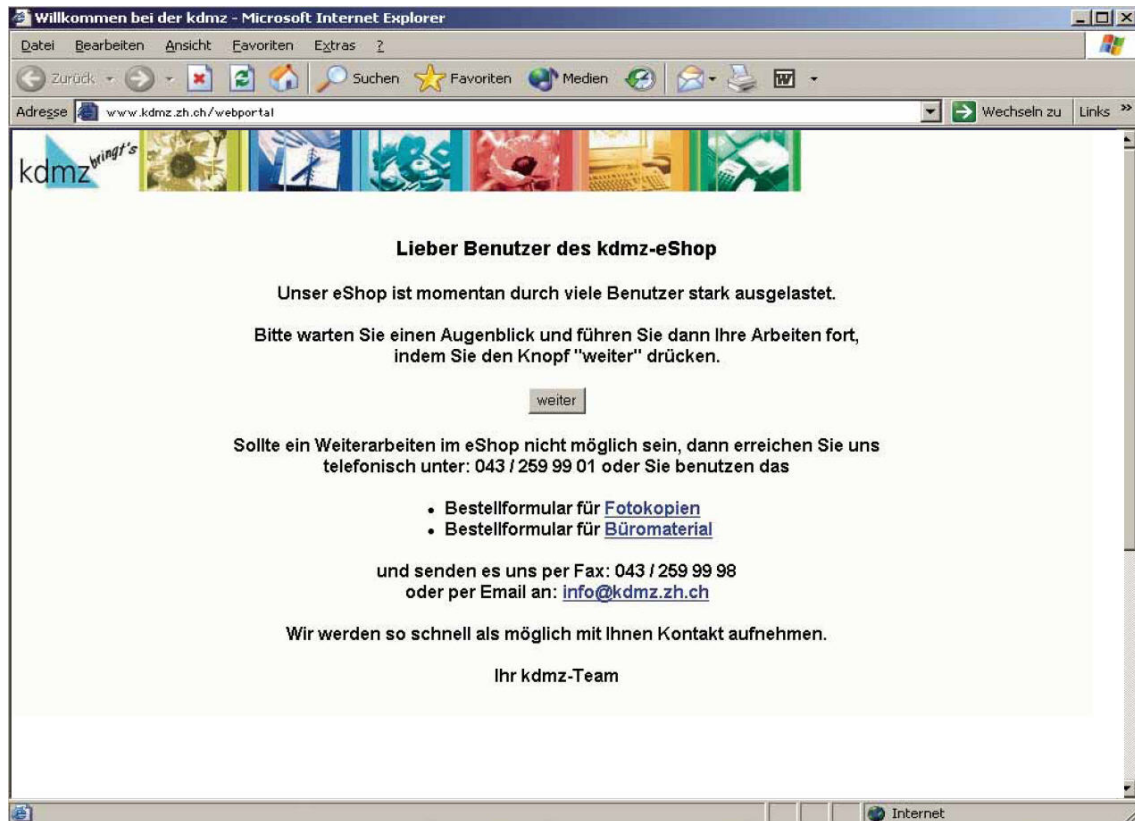 Willkommen bei der kdmz - Microsoft Internet Explorer
Datei Bearbeiten Ansicht Favoriten Extras ?
Zurück Suchen Favoriten Medien
Adresse www.kdmz.zh.ch/webportal Wechseln zu Links »
kdmz bringt's
Lieber Benutzer des kdmz-eShop
Unser eShop ist momentan durch viele Benutzer stark ausgelastet.
Bitte warten Sie einen Augenblick und führen Sie dann Ihre Arbeiten fort,
indem Sie den Knopf "weiter" drücken.
weiter
Sollte ein Weiterarbeiten im eShop nicht möglich sein, dann erreichen Sie uns
telefonisch unter: 043 / 259 99 01 oder Sie benutzen das
• Bestellformular für Fotokopien
• Bestellformular für Büromaterial
und senden es uns per Fax: 043 / 259 99 98
oder per Email an: info@kdmz.zh.ch
Wir werden so schnell als möglich mit Ihnen Kontakt aufnehmen.
Ihr kdmz-Team
Internet